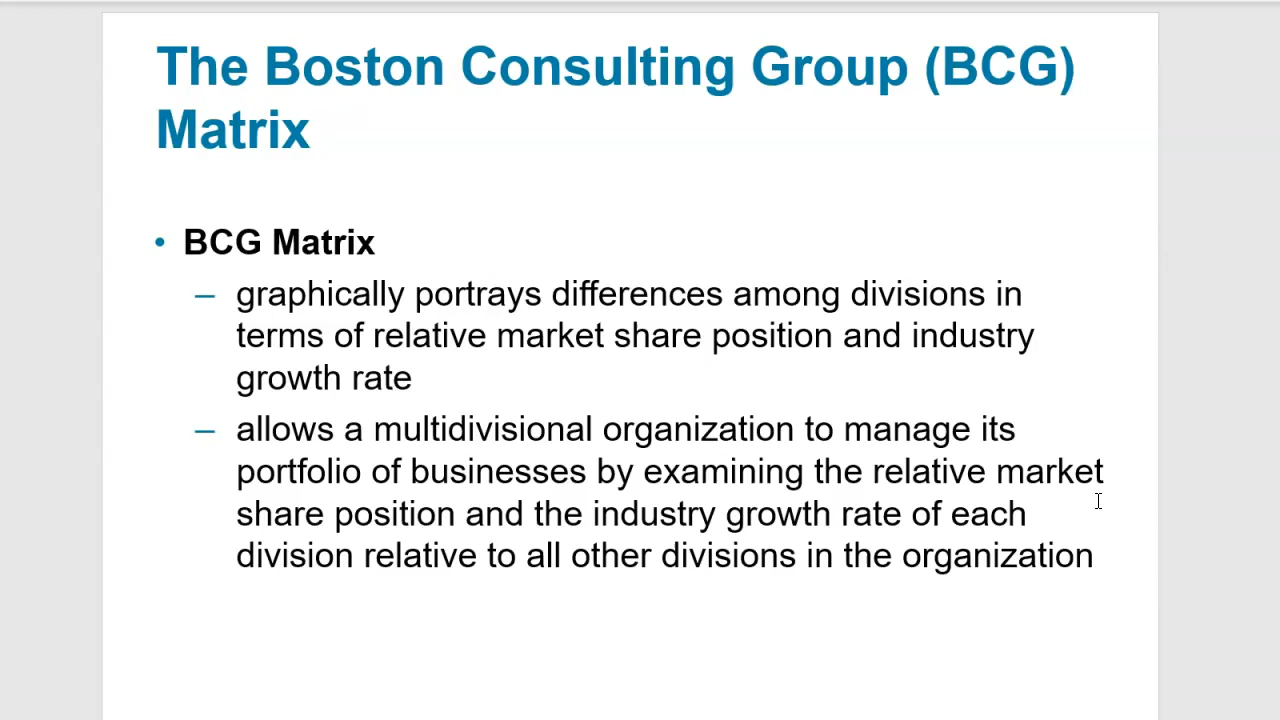 The Boston Consulting Group (BCG)
Matrix
• BCG Matrix
– graphically portrays differences among divisions in
terms of relative market share position and industry
growth rate
– allows a multidivisional organization to manage its
portfolio of businesses by examining the relative market
share position and the industry growth rate of each
division relative to all other divisions in the organization